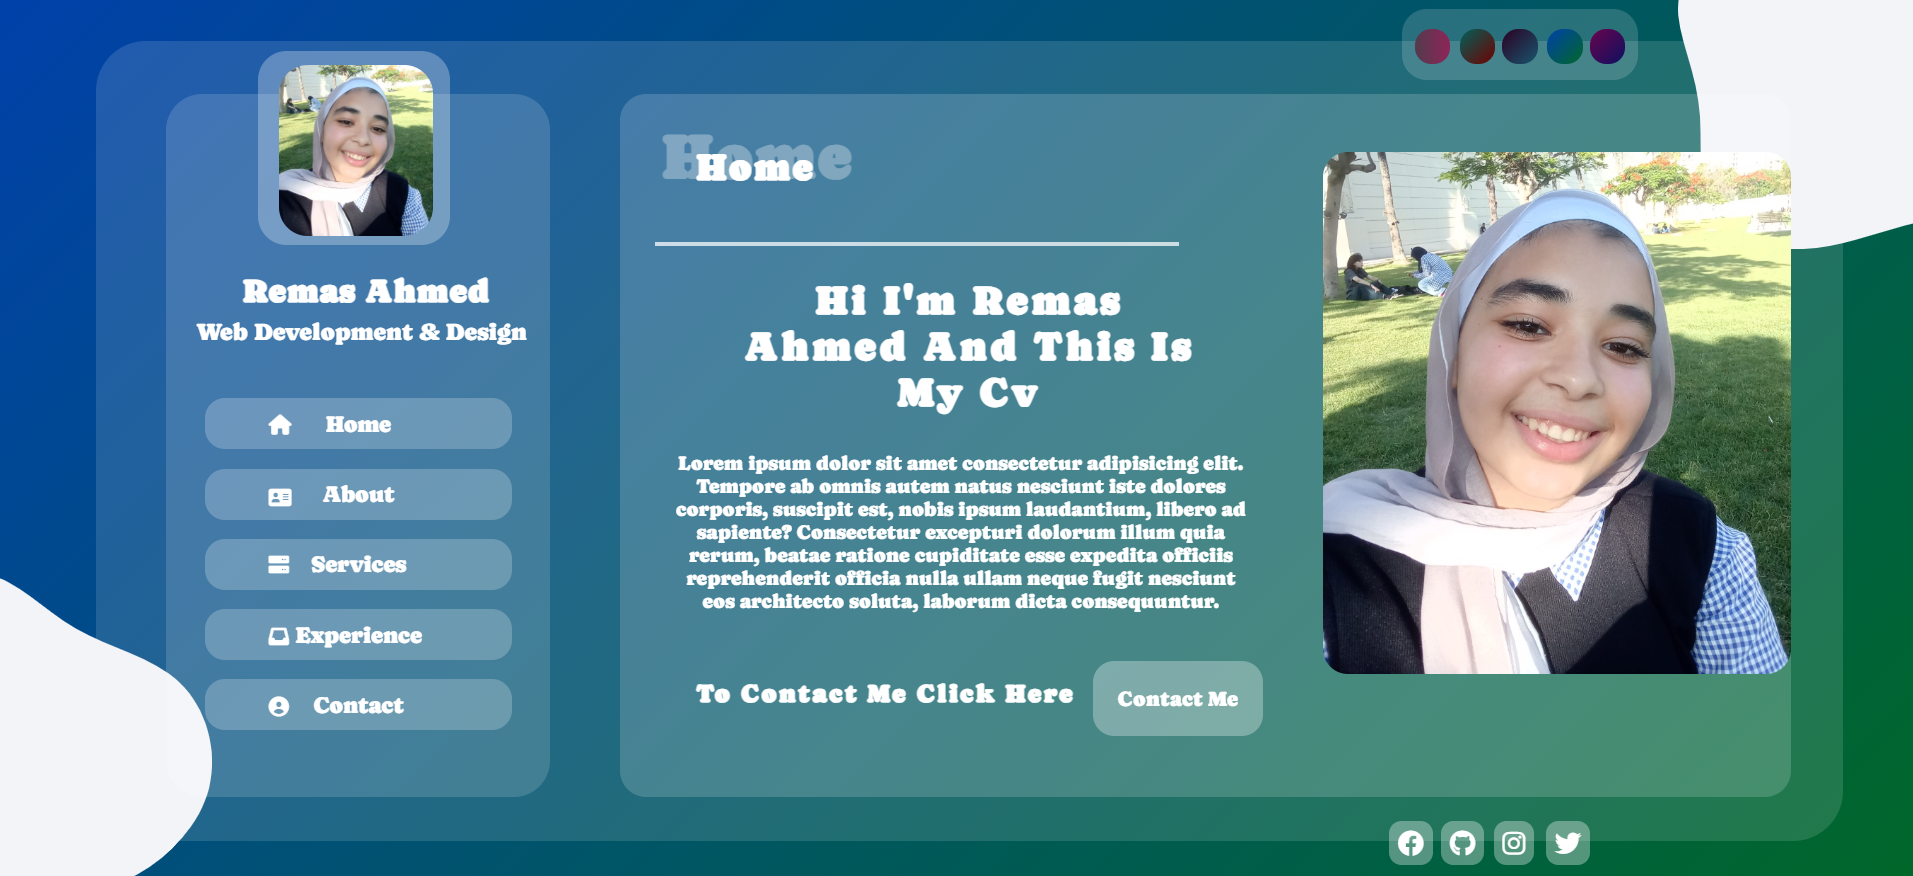 Remas Ahmed
Web Development & Design
Home
About
Services
Experience
Contact
Home
Home
Hi I'm Remas
Ahmed And This Is
My Cv
Lorem ipsum dolor sit amet consectetur adipisicing elit.
Tempore ab omnis autem natus nesciunt iste dolores
corporis, suscipit est, nobis ipsum laudantium, libero ad
sapiente? Consectetur excepturi dolorum illum quia
rerum, beatae ratione cupiditate esse expedita officiis
reprehenderit officia nulla ullam neque fugit nesciunt
eos architecto soluta, laborum dicta consequuntur.
To Contact Me Click Here
Contact Me